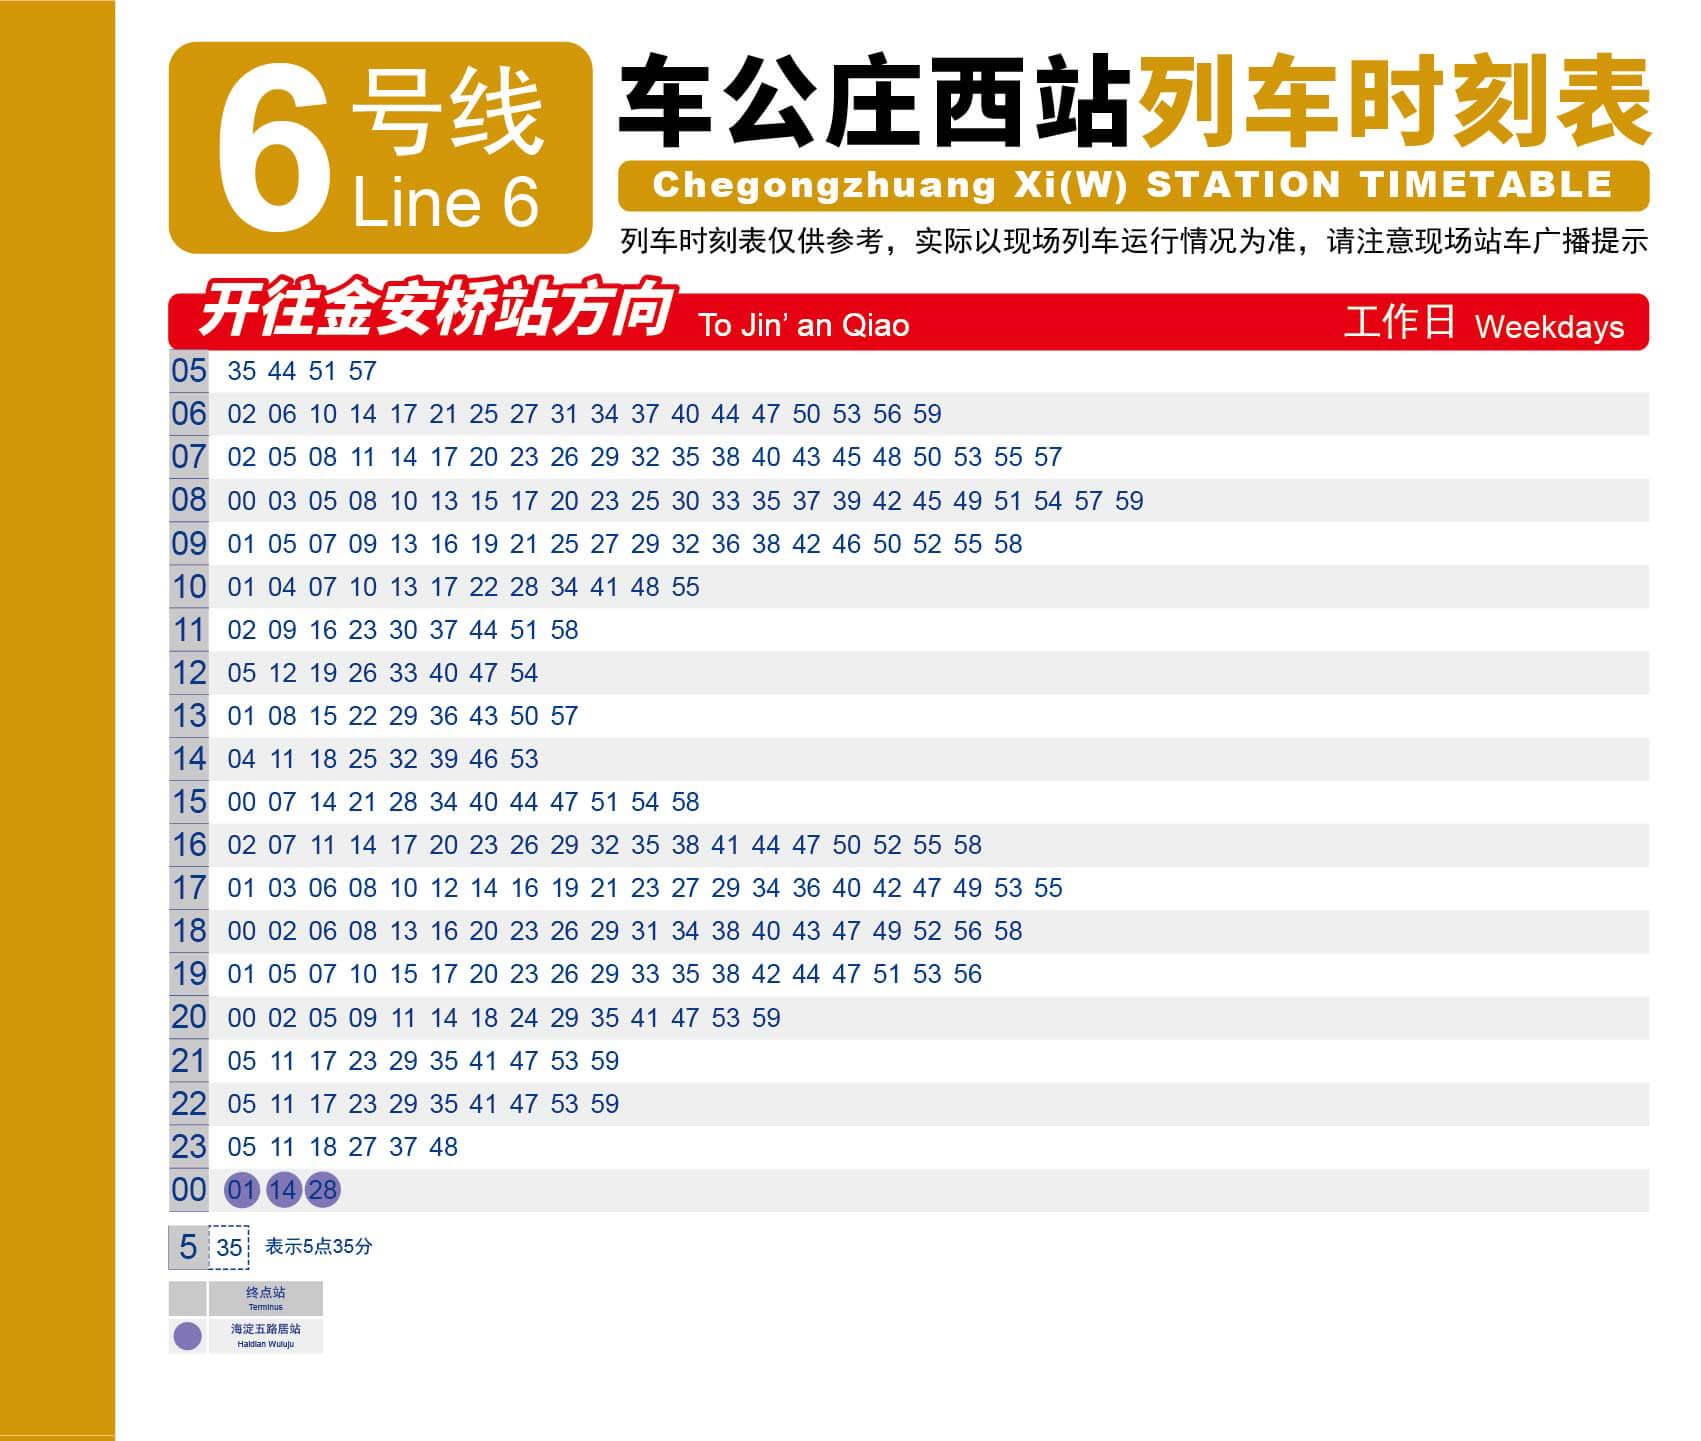 6 号线
Line 6
车公庄西站列车时刻表
Chegongzhuang Xi(W) STATION TIMETABLE
列车时刻表仅供参考，实际以现场列车运行情况为准，请注意现场站车广播提示
开往金安桥站方向 To Jin’ an Qiao 工作日 Weekdays
05 35 44 51 57
06 02 06 10 14 17 21 25 27 31 34 37 40 44 47 50 53 56 59
07 02 05 08 11 14 17 20 23 26 29 32 35 38 40 43 45 48 50 53 55 57
08 00 03 05 08 10 13 15 17 20 23 25 30 33 35 37 39 42 45 49 51 54 57 59
09 01 05 07 09 13 16 19 21 25 27 29 32 36 38 42 46 50 52 55 58
10 01 04 07 10 13 17 22 28 34 41 48 55
11 02 09 16 23 30 37 44 51 58
12 05 12 19 26 33 40 47 54
13 01 08 15 22 29 36 43 50 57
14 04 11 18 25 32 39 46 53
15 00 07 14 21 28 34 40 44 47 51 54 58
16 02 07 11 14 17 20 23 26 29 32 35 38 41 44 47 50 52 55 58
17 01 03 06 08 10 12 14 16 19 21 23 27 29 34 36 40 42 47 49 53 55
18 00 02 06 08 13 16 20 23 26 29 31 34 38 40 43 47 49 52 56 58
19 01 05 07 10 15 17 20 23 26 29 33 35 38 42 44 47 51 53 56
20 00 02 05 09 11 14 18 24 29 35 41 47 53 59
21 05 11 17 23 29 35 41 47 53 59
22 05 11 17 23 29 35 41 47 53 59
23 05 11 18 27 37 48
00 01 14 28
5 35 表示5点35分
终点站
Terminus
海淀五路居站
Haidian Wuluju